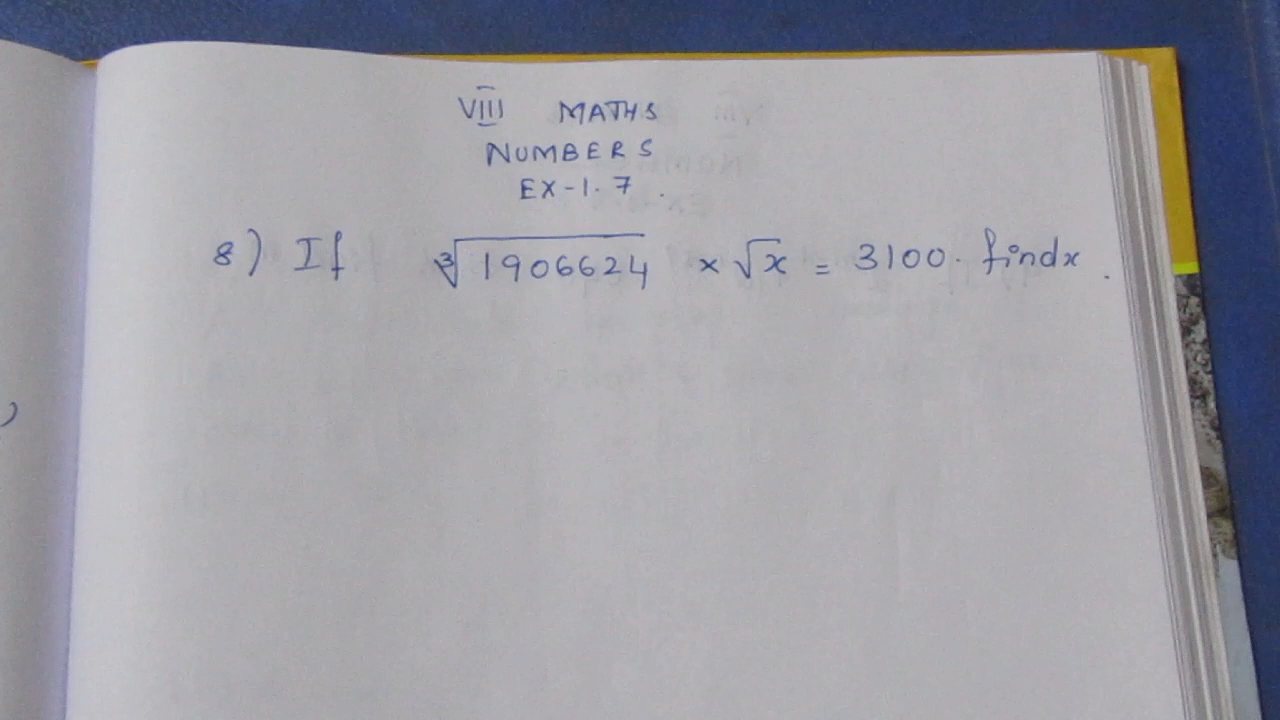 VIII MATHS
NUMBERS
EX-1.7.
8) If ∛1906624 × √x = 3100. find x.